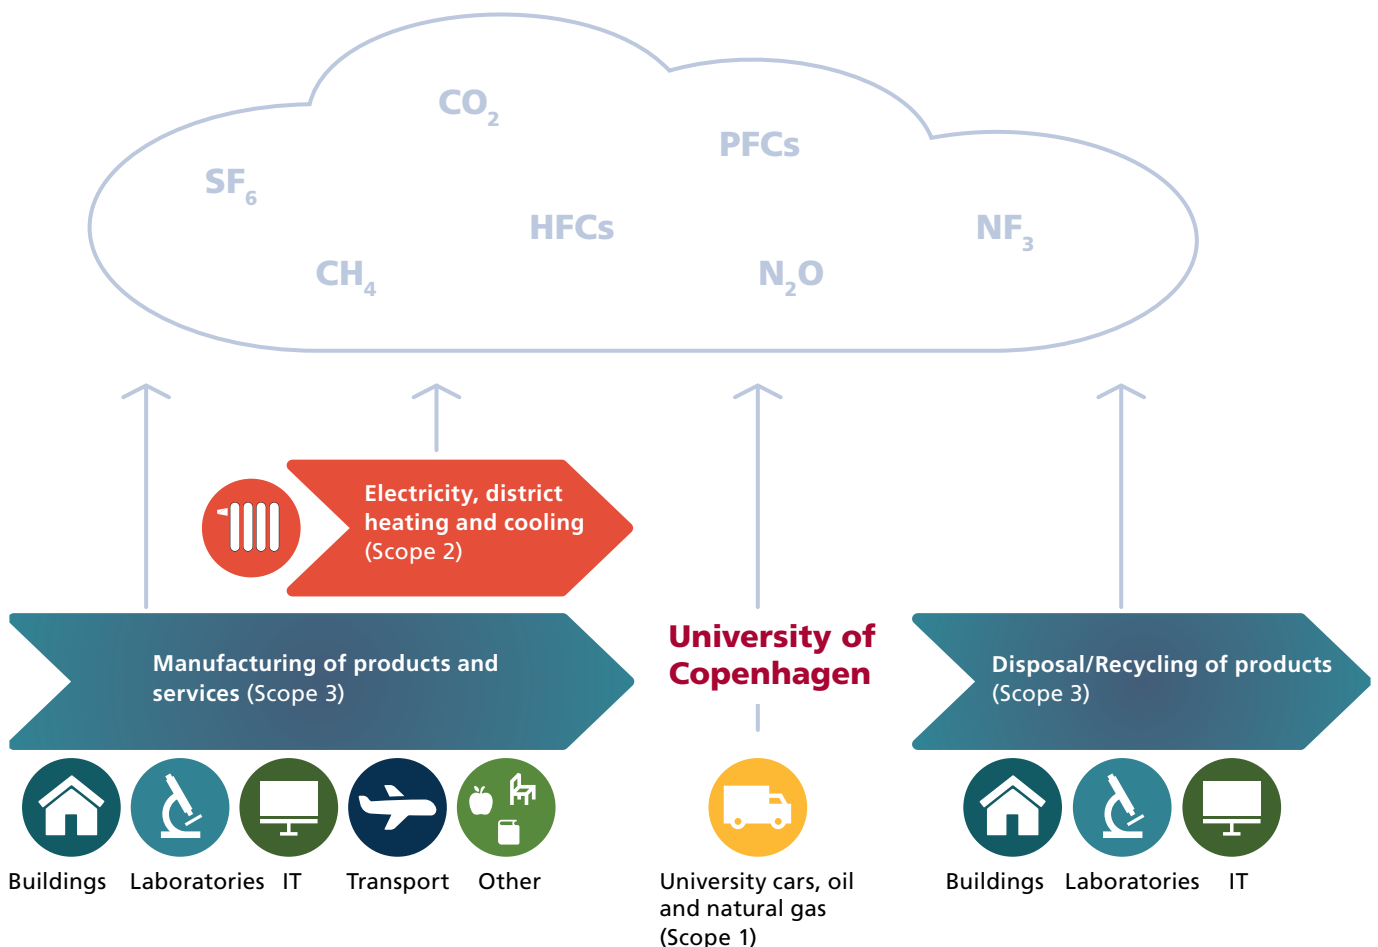 CO₂
PFCs
SF₆
HFCs
NF₃
CH₄
N₂O
Electricity, district
heating and cooling
(Scope 2)
Manufacturing of products and
services (Scope 3)
University of
Copenhagen
Disposal/Recycling of products
(Scope 3)
Buildings
Laboratories
IT
Transport
Other
University cars, oil
and natural gas
(Scope 1)
Buildings
Laboratories
IT